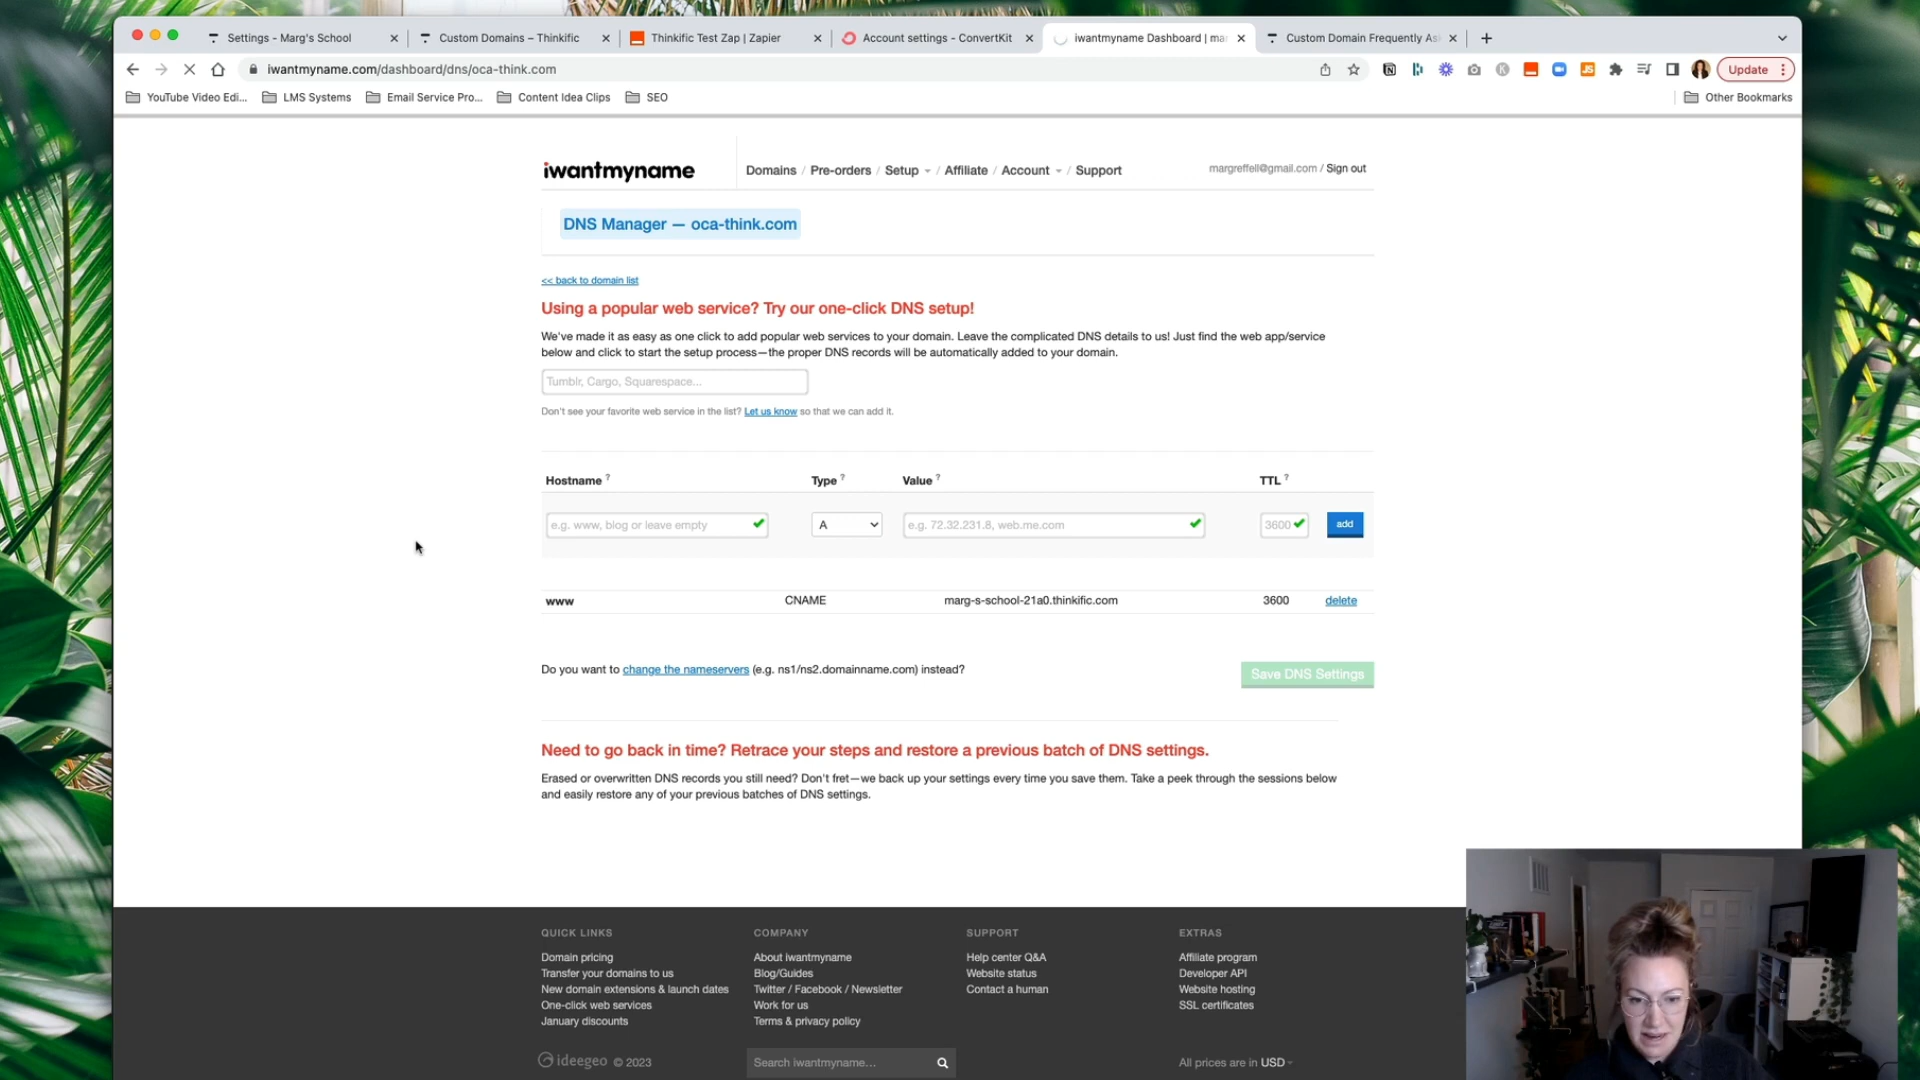 Settings - Marg's School
Custom Domains – Thinkific
Thinkific Test Zap | Zapier
Account settings - ConvertKit
iwantmyname Dashboard | ma
Custom Domain Frequently As
iwantmyname.com/dashboard/dns/oca-think.com
Update
YouTube Video Edi...
LMS Systems
Email Service Pro...
Content Idea Clips
SEO
Other Bookmarks
iwantmyname
Domains / Pre-orders / Setup / Affiliate / Account / Support
margreffell@gmail.com / Sign out
DNS Manager — oca-think.com
<< back to domain list
Using a popular web service? Try our one-click DNS setup!
We've made it as easy as one click to add popular web services to your domain. Leave the complicated DNS details to us! Just find the web app/service
below and click to start the setup process—the proper DNS records will be automatically added to your domain.
Tumblr, Cargo, Squarespace...
Don't see your favorite web service in the list? Let us know so that we can add it.
Hostname ? Type ? Value ? TTL ?
e.g. www, blog or leave empty A e.g. 72.32.231.8, web.me.com 3600 add
www CNAME marg-s-school-21a0.thinkific.com 3600 delete
Do you want to change the nameservers (e.g. ns1/ns2.domainname.com) instead?
Save DNS Settings
Need to go back in time? Retrace your steps and restore a previous batch of DNS settings.
Erased or overwritten DNS records you still need? Don't fret—we back up your settings every time you save them. Take a peek through the sessions below
and easily restore any of your previous batches of DNS settings.
QUICK LINKS
Domain pricing
Transfer your domains to us
New domain extensions & launch dates
One-click web services
January discounts
COMPANY
About iwantmyname
Blog/Guides
Twitter / Facebook / Newsletter
Work for us
Terms & privacy policy
SUPPORT
Help center Q&A
Website status
Contact a human
EXTRAS
Affiliate program
Developer API
Website hosting
SSL certificates
ideegeo © 2023
Search iwantmyname...
All prices are in USD